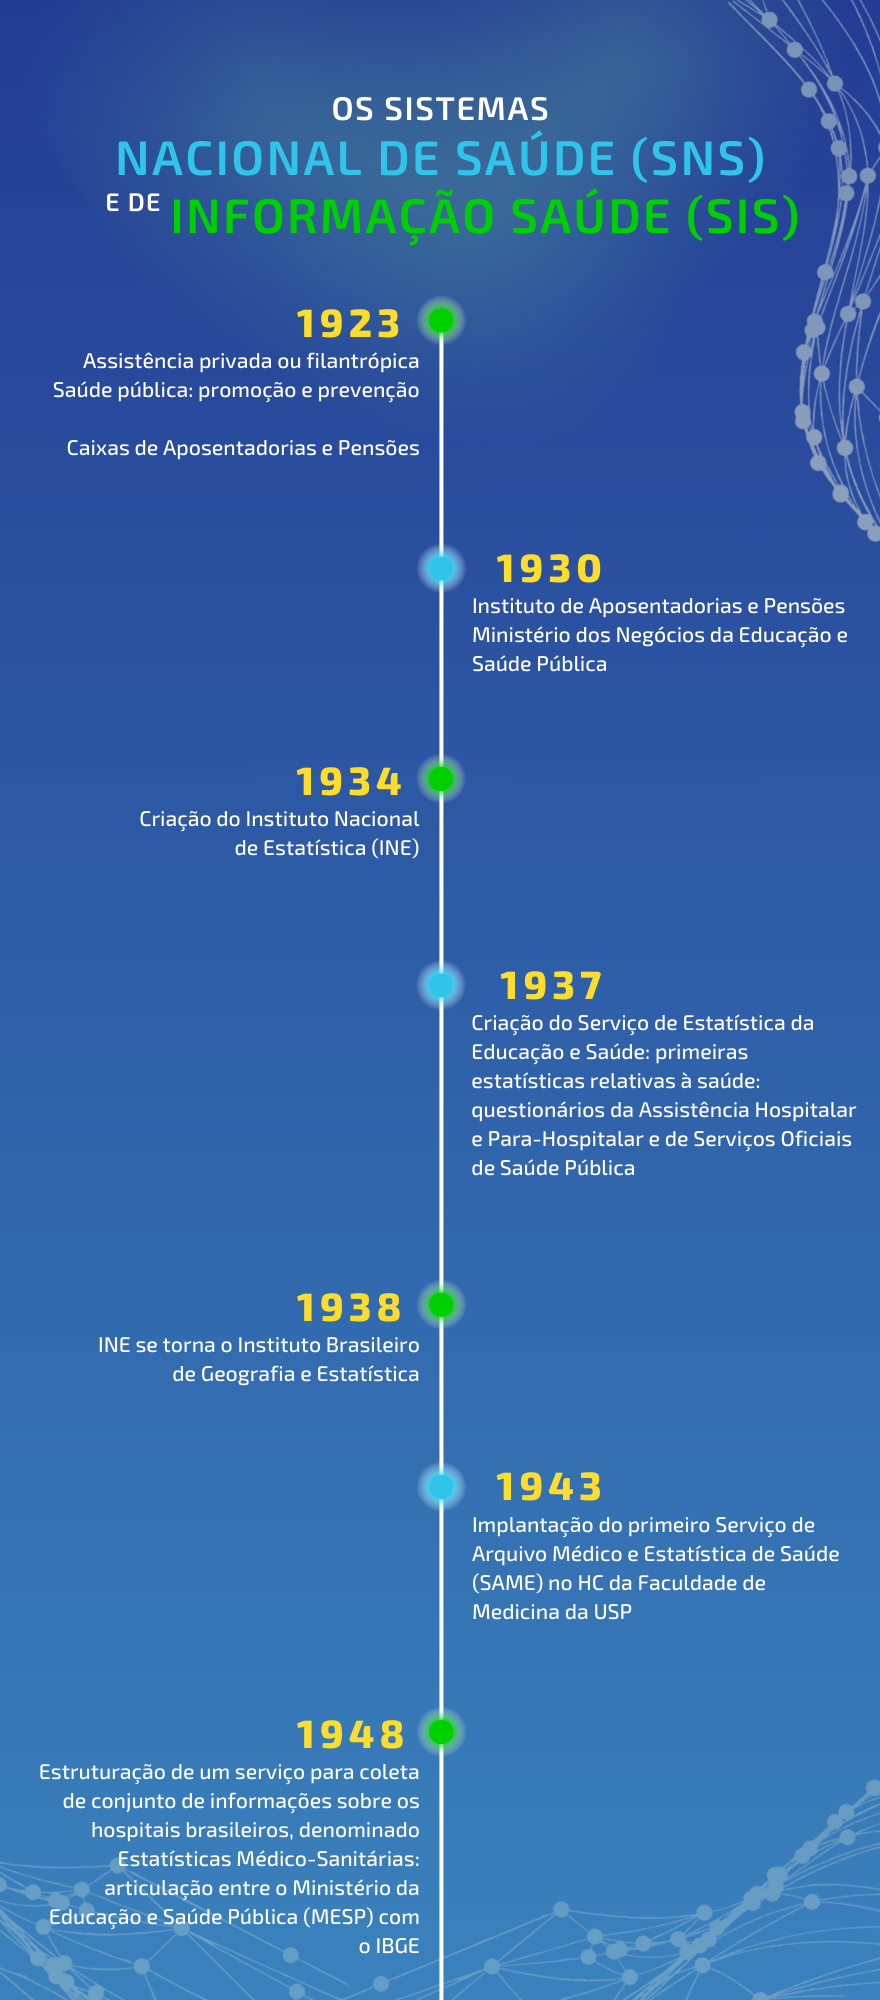 OS SISTEMAS
NACIONAL DE SAÚDE (SNS)
E DE INFORMAÇÃO SAÚDE (SIS)
1923
Assistência privada ou filantrópica
Saúde pública: promoção e prevenção
Caixas de Aposentadorias e Pensões
1930
Instituto de Aposentadorias e Pensões
Ministério dos Negócios da Educação e
Saúde Pública
1934
Criação do Instituto Nacional
de Estatística (INE)
1937
Criação do Serviço de Estatística da
Educação e Saúde: primeiras
estatísticas relativas à saúde:
questionários da Assistência Hospitalar
e Para-Hospitalar e de Serviços Oficiais
de Saúde Pública
1938
INE se torna o Instituto Brasileiro
de Geografia e Estatística
1943
Implantação do primeiro Serviço de
Arquivo Médico e Estatística de Saúde
(SAME) no HC da Faculdade de
Medicina da USP
1948
Estruturação de um serviço para coleta
de conjunto de informações sobre os
hospitais brasileiros, denominado
Estatísticas Médico-Sanitárias:
articulação entre o Ministério da
Educação e Saúde Pública (MESP) com
o IBGE